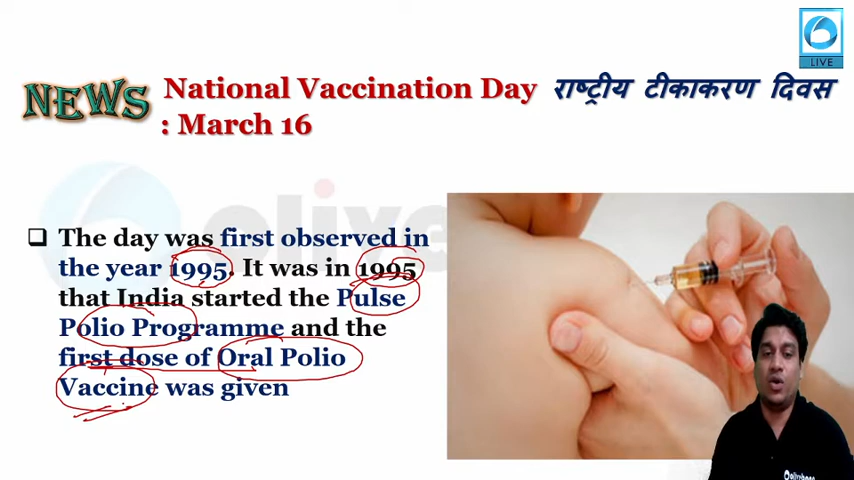 LIVE
NEWS National Vaccination Day राष्ट्रीय टीकाकरण दिवस
: March 16
The day was first observed in
the year 1995. It was in 1995
that India started the Pulse
Polio Programme and the
first dose of Oral Polio
Vaccine was given